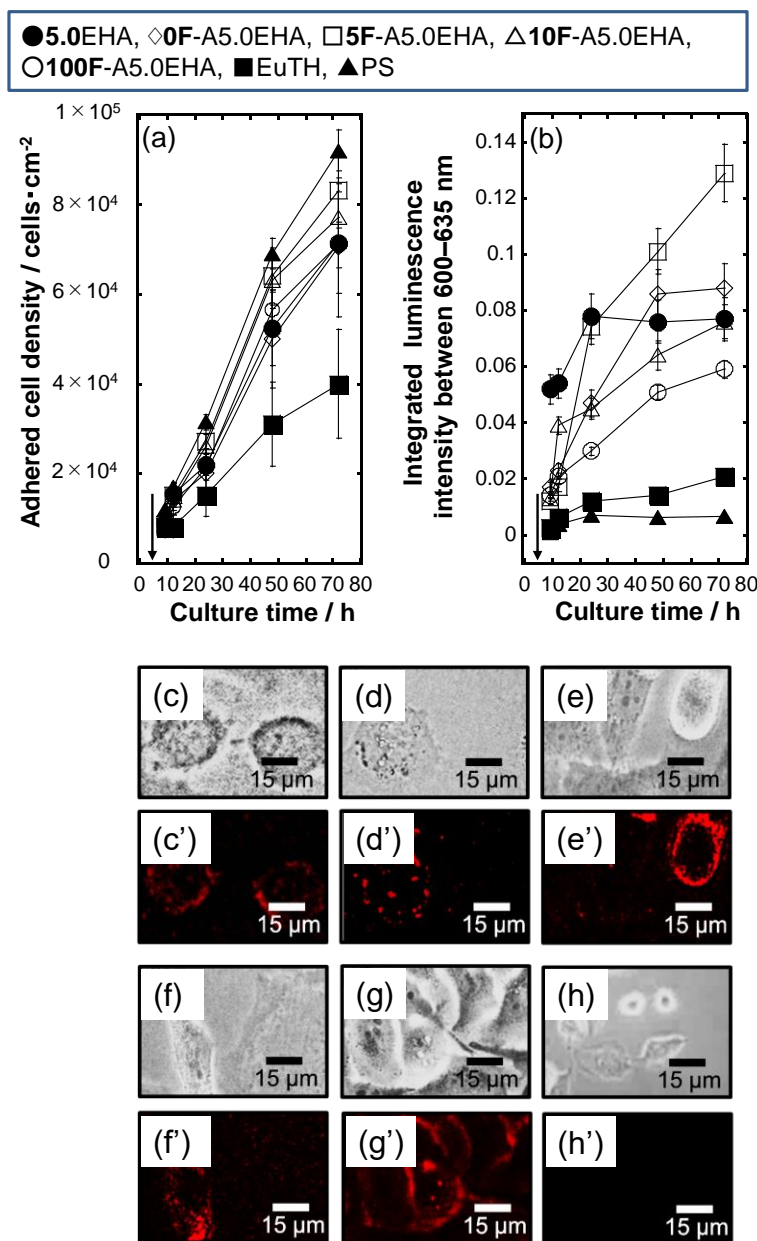 ●5.0EHA, ◇0F-A5.0EHA, □5F-A5.0EHA, △10F-A5.0EHA,
○100F-A5.0EHA, ■EuTH, ▲PS
(a)
Adhered cell density / cells･cm-2
1×10⁵
8×10⁴
6×10⁴
4×10⁴
2×10⁴
0
0 10 20 30 40 50 60 70 80
Culture time / h
(b)
Integrated luminescence
intensity between 600–635 nm
0.14
0.12
0.1
0.08
0.06
0.04
0.02
0
0 10 20 30 40 50 60 70 80
Culture time / h
(c) (d) (e)
15 μm 15 μm 15 μm
(c') (d') (e')
15 μm 15 μm 15 μm
(f) (g) (h)
15 μm 15 μm 15 μm
(f') (g') (h')
15 μm 15 μm 15 μm